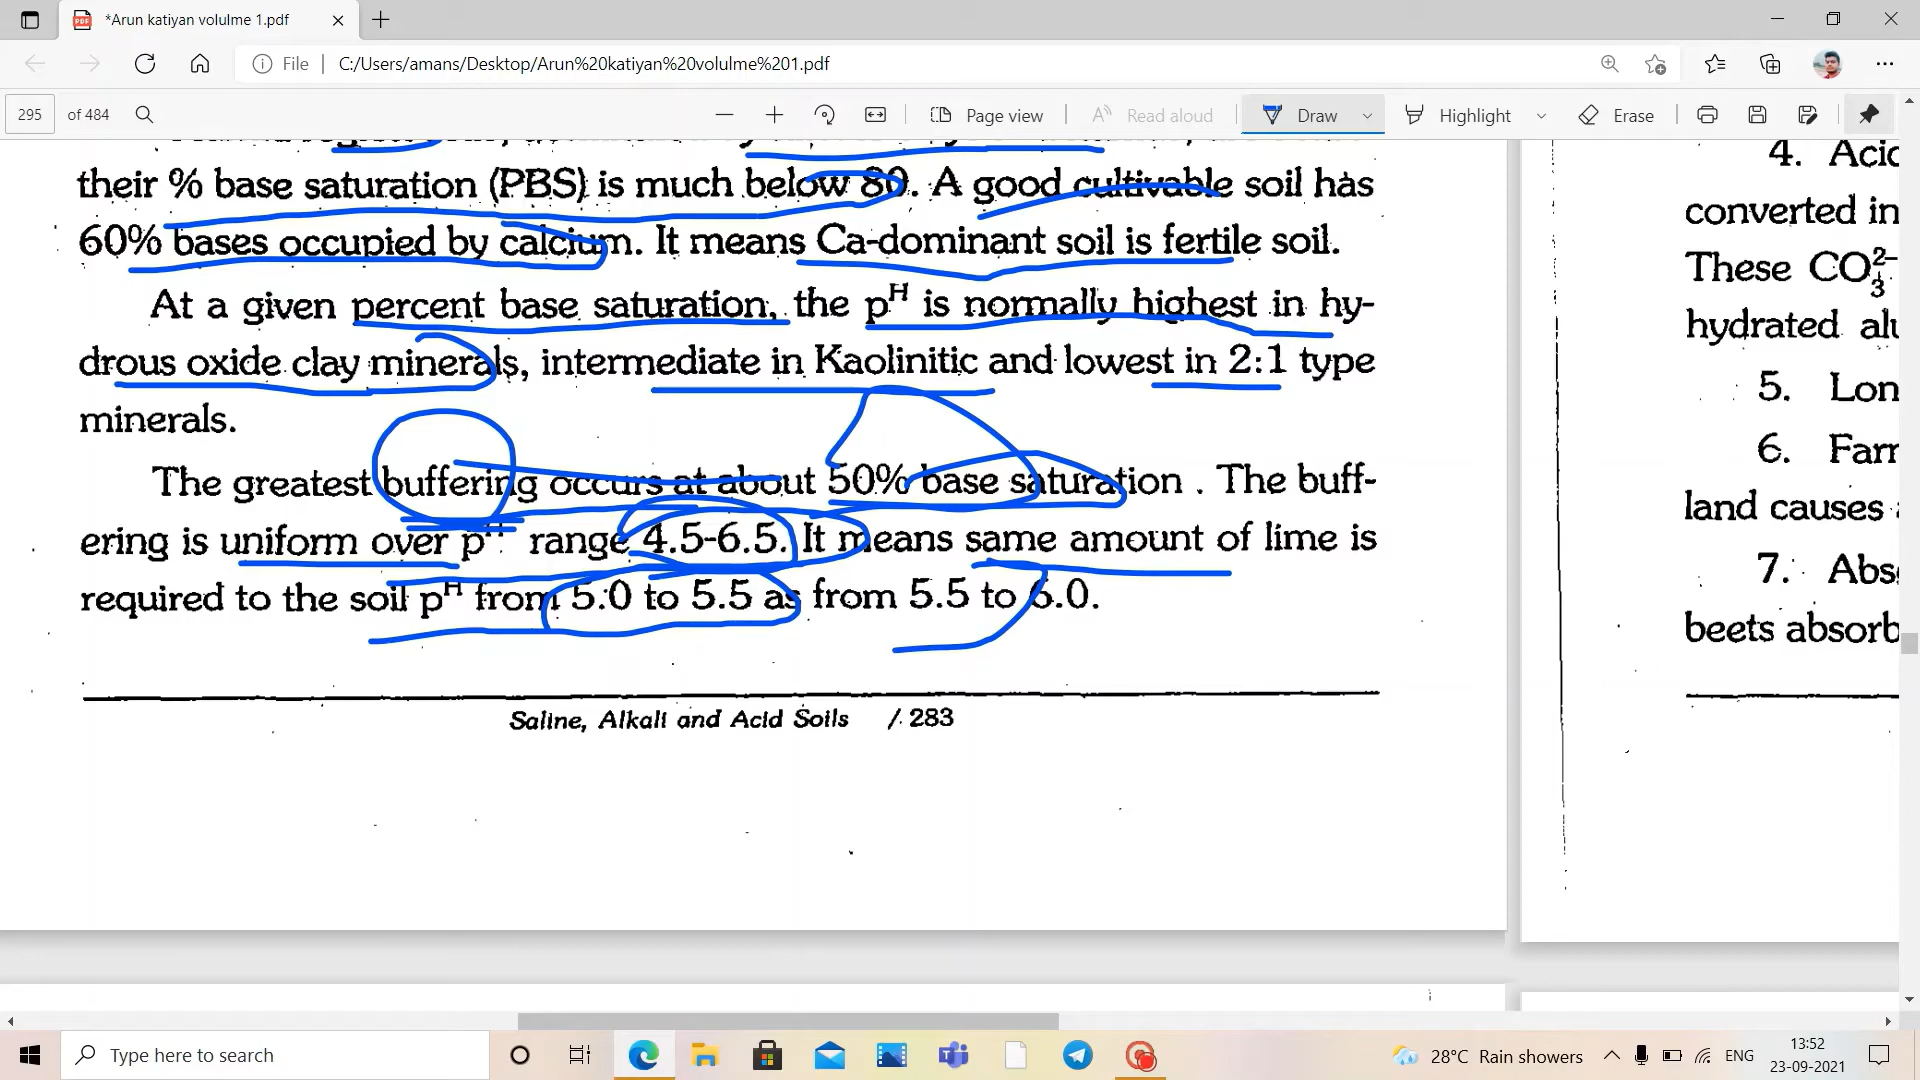 *Arun katiyan volulme 1.pdf
File
C:/Users/amans/Desktop/Arun%20katiyan%20volulme%201.pdf
295 of 484
Page view
Read aloud
Draw
Highlight
Erase
their % base saturation (PBS) is much below 80. A good cultivable soil has
60% bases occupied by calcium. It means Ca-dominant soil is fertile soil.
At a given percent base saturation, the pH is normally highest in hy-
drous oxide clay minerals, intermediate in Kaolinitic and lowest in 2:1 type
minerals.
The greatest buffering occurs at about 50% base saturation . The buff-
ering is uniform over pH range 4.5-6.5. It means same amount of lime is
required to the soil pH from 5.0 to 5.5 as from 5.5 to 6.0.
Saline, Alkali and Acid Soils / 283
4. Acid
converted in
These CO3 2-
hydrated alu
5. Lon
6. Farm
land causes
7. Abs
beets absorb
Type here to search
28°C Rain showers
ENG
13:52
23-09-2021